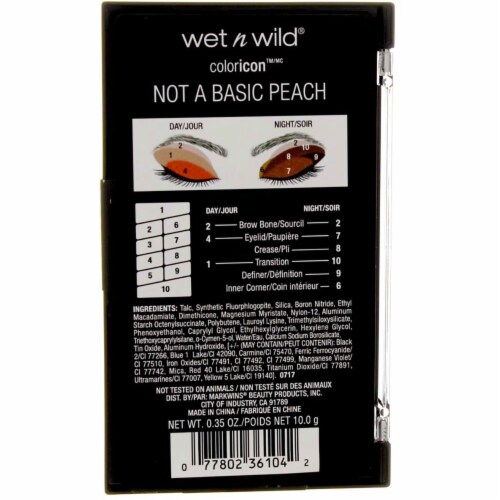 wet n wild®
coloricon™/MC
NOT A BASIC PEACH
DAY/JOUR NIGHT/SOIR
2
1
4
2
10
8
9
7
1
2 6
3 7
4 8
5 9
10
DAY/JOUR NIGHT/SOIR
2 Brow Bone/Sourcil 2
4 Eyelid/Paupière 7
Crease/Pli 8
1 Transition 10
Definer/Définition 9
Inner Corner/Coin intérieur 6
INGREDIENTS: Talc, Synthetic Fluorphlogopite, Silica, Boron Nitride, Ethyl
Macadamiate, Dimethicone, Magnesium Myristate, Nylon-12, Aluminum
Starch Octenylsuccinate, Polybutene, Lauroyl Lysine, Trimethylsiloxysilicate,
Phenoxyethanol, Caprylyl Glycol, Ethylhexylglycerin, Hexylene Glycol,
Triethoxycaprylylsilane, o-Cymen-5-ol, Water/Eau, Calcium Sodium Borosilicate,
Tin Oxide, Aluminum Hydroxide, [+/- (MAY CONTAIN/PEUT CONTENIR): Black
2/CI 77266, Blue 1 Lake/CI 42090, Carmine/CI 75470, Ferric Ferrocyanide/
CI 77510, Iron Oxides/CI 77491, CI 77492, CI 77499, Manganese Violet/
CI 77742, Mica, Red 40 Lake/CI 16035, Titanium Dioxide/CI 77891,
Ultramarines/CI 77007, Yellow 5 Lake/CI 19140]. 0717
NOT TESTED ON ANIMALS / NON TESTÉ SUR DES ANIMAUX
DIST. BY/PAR: MARKWINS® BEAUTY PRODUCTS, INC.
CITY OF INDUSTRY, CA 91789
MADE IN CHINA / FABRIQUÉ EN CHINE
NET WT. 0.35 OZ./POIDS NET 10.0 g
0 77802 36104 2